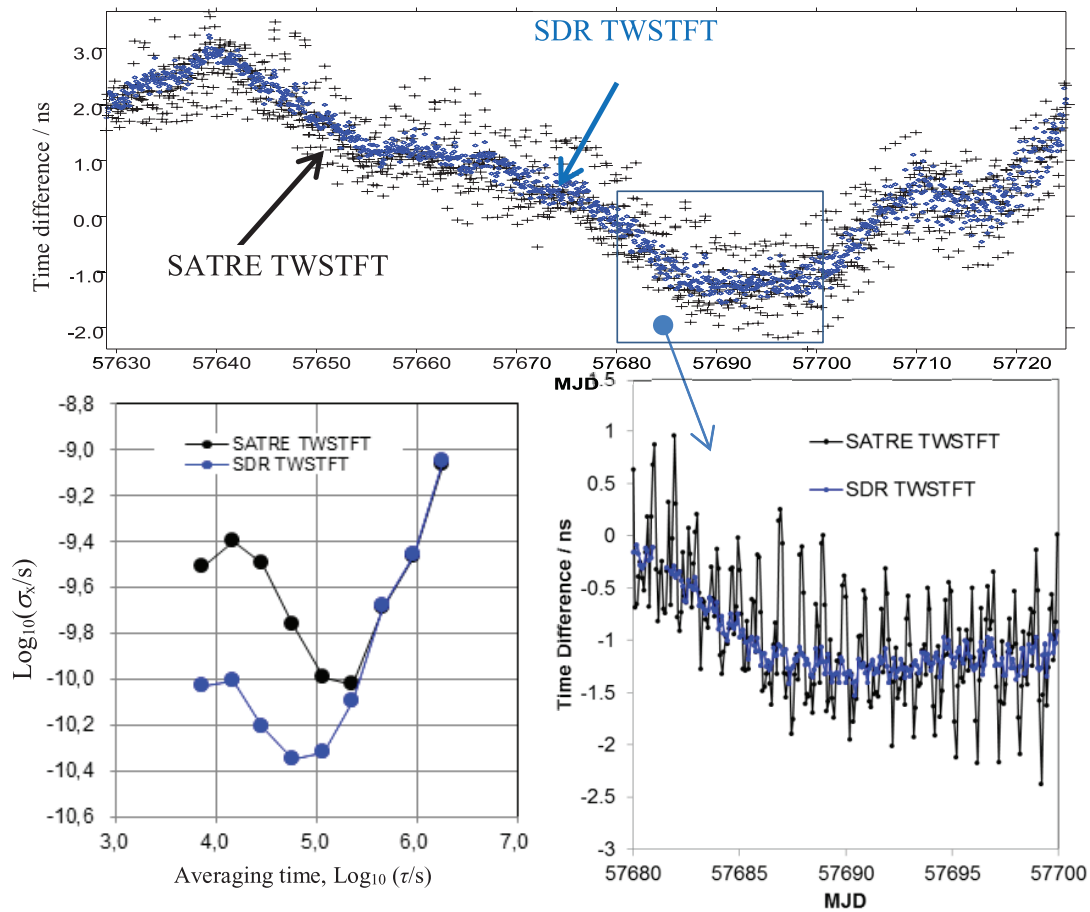 SDR TWSTFT
SATRE TWSTFT
Time difference / ns
3.0
2.0
1.0
0.0
-1.0
-2.0
57630 57640 57650 57660 57670 57680 57690 57700 57710 57720
MJD
-8,8
-9,0
-9,2
-9,4
-9,6
-9,8
-10,0
-10,2
-10,4
-10,6
Log10(σx/s)
SATRE TWSTFT
SDR TWSTFT
3,0 4,0 5,0 6,0 7,0
Averaging time, Log10 (τ/s)
1.5
1
0.5
0
-0.5
-1
-1.5
-2
-2.5
-3
Time Difference / ns
SATRE TWSTFT
SDR TWSTFT
57680 57685 57690 57695 57700
MJD